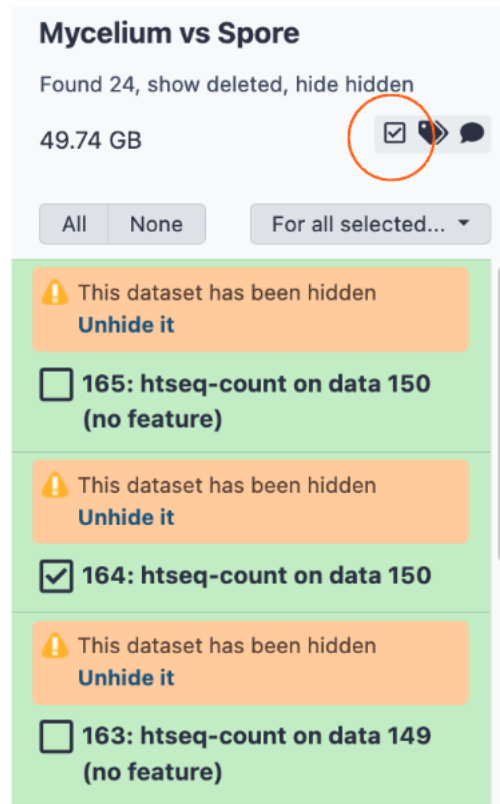 Mycelium vs Spore
Found 24, show deleted, hide hidden
49.74 GB
All None For all selected...
This dataset has been hidden
Unhide it
165: htseq-count on data 150
(no feature)
This dataset has been hidden
Unhide it
164: htseq-count on data 150
This dataset has been hidden
Unhide it
163: htseq-count on data 149
(no feature)